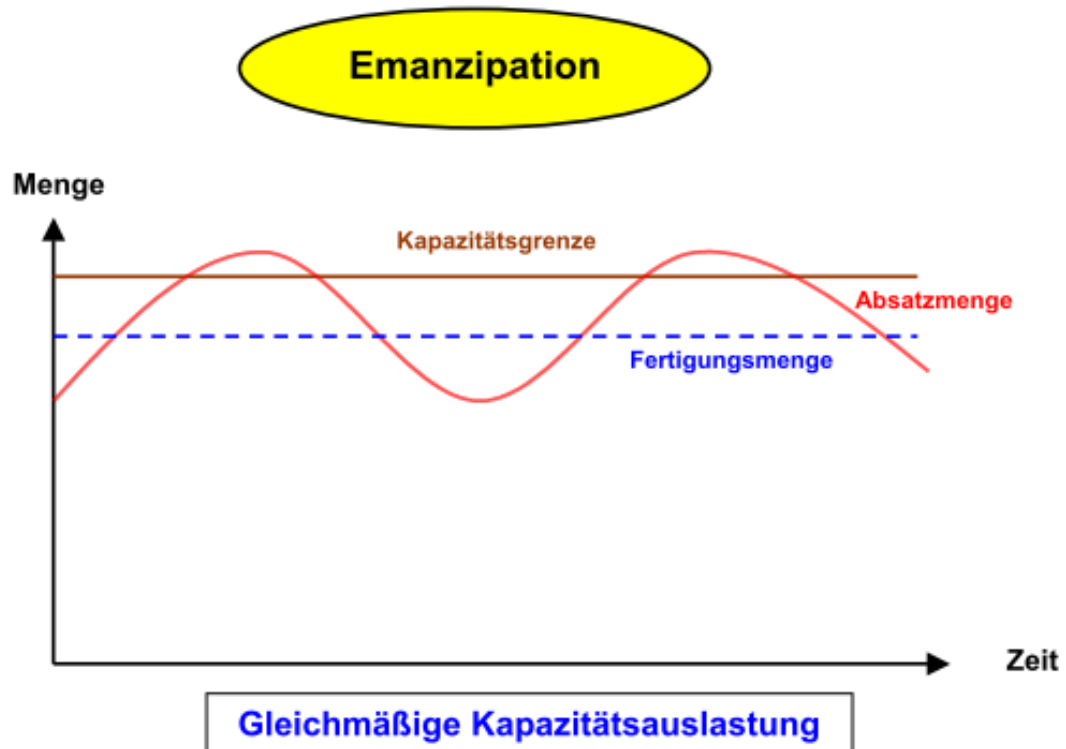 Emanzipation
Menge
Kapazitätsgrenze
Absatzmenge
Fertigungsmenge
Zeit
Gleichmäßige Kapazitätsauslastung